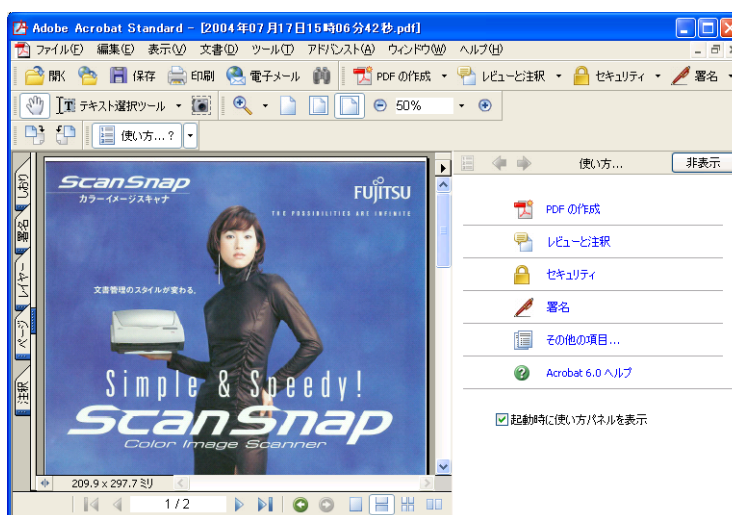 Adobe Acrobat Standard - [2004年07月17日15時06分42秒.pdf]
ファイル(F) 編集(E) 表示(V) 文書(D) ツール(T) アドバンスト(A) ウィンドウ(W) ヘルプ(H)
開く 保存 印刷 電子メール PDF の作成 レビューと注釈 セキュリティ 署名
テキスト選択ツール 50%
使い方...?
使い方... 非表示
しおり
署名
レイヤー
ページ
注釈
ScanSnap
カラーイメージスキャナ
FUJITSU
THE POSSIBILITIES ARE INFINITE
文書管理のスタイルが変わる。
Simple & Speedy!
ScanSnap
Color Image Scanner
PDF の作成
レビューと注釈
セキュリティ
署名
その他の項目...
Acrobat 6.0 ヘルプ
起動時に使い方パネルを表示
209.9 x 297.7 ミリ
1 / 2